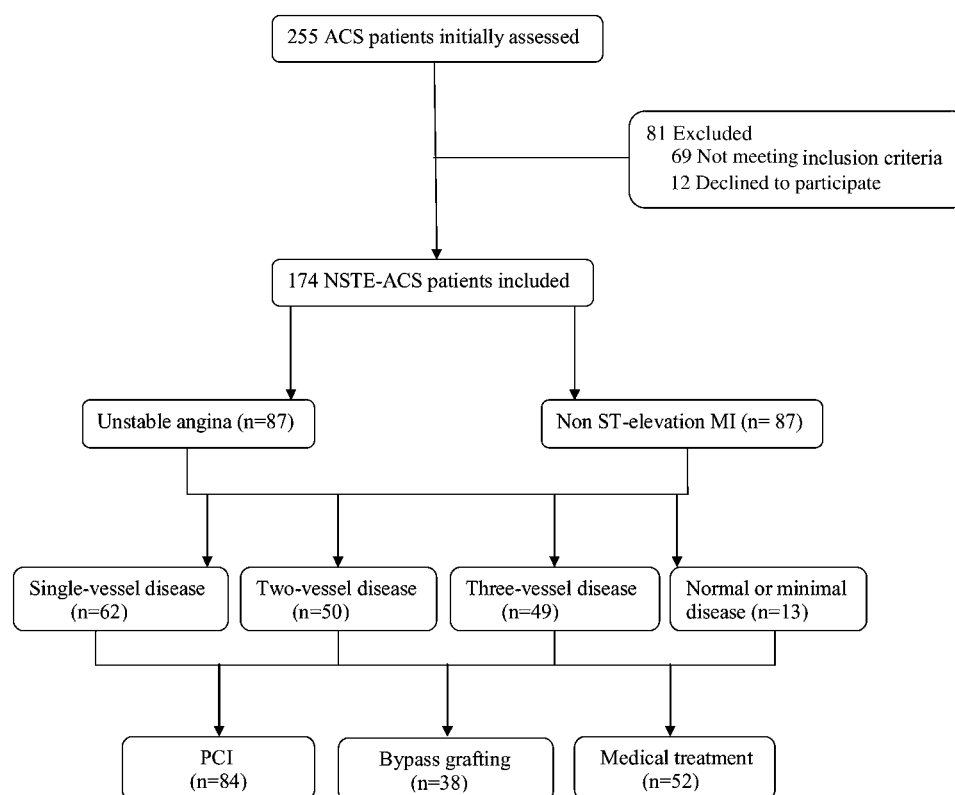 255 ACS patients initially assessed
81 Excluded
69 Not meeting inclusion criteria
12 Declined to participate
174 NSTE-ACS patients included
Unstable angina (n=87)
Non ST-elevation MI (n= 87)
Single-vessel disease
(n=62)
Two-vessel disease
(n=50)
Three-vessel disease
(n=49)
Normal or minimal
disease (n=13)
PCI
(n=84)
Bypass grafting
(n=38)
Medical treatment
(n=52)